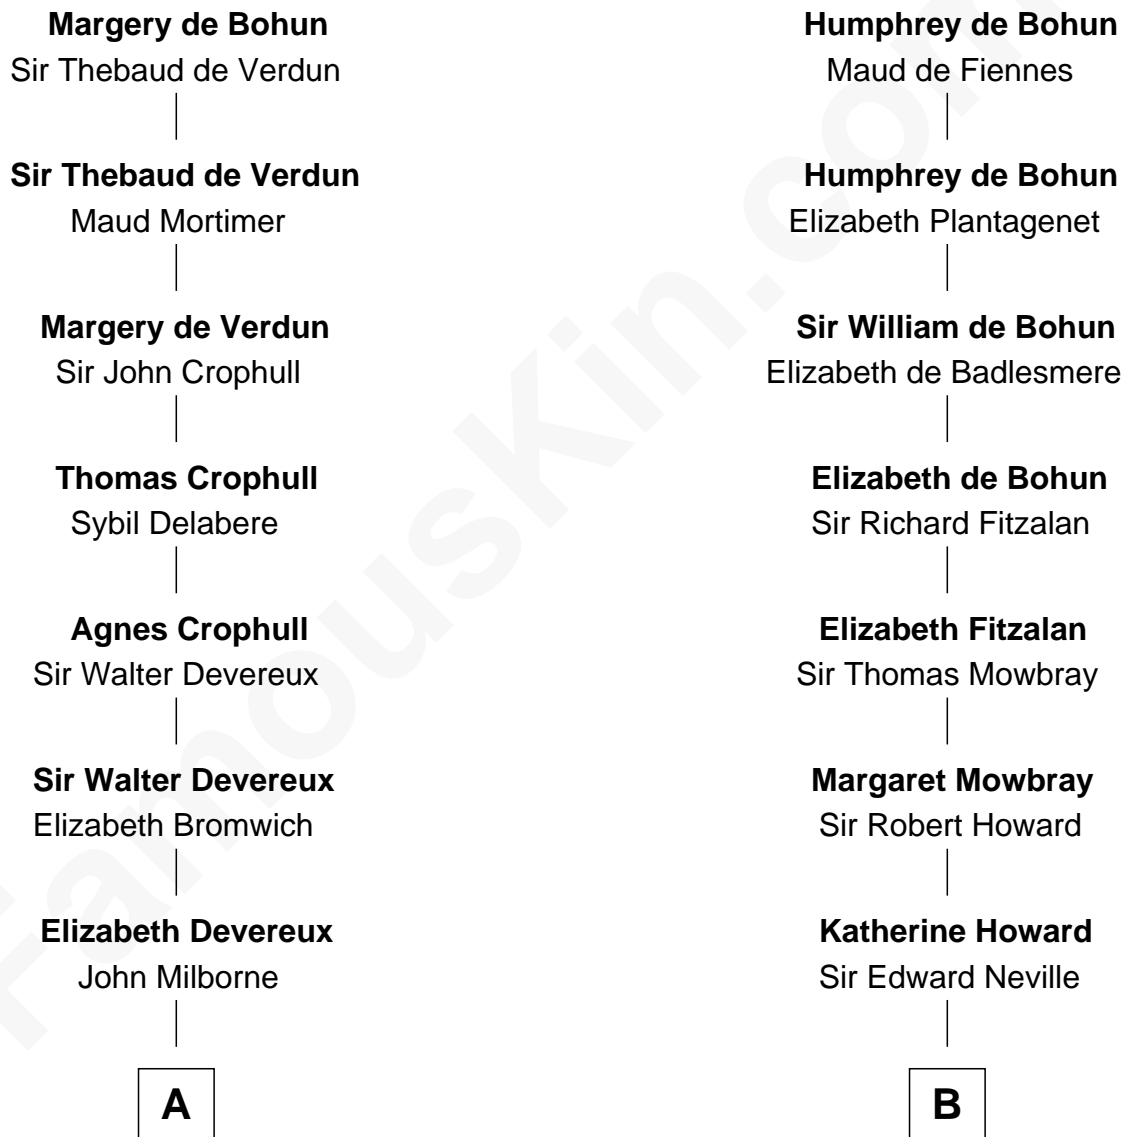 Margery de Bohun
Sir Thebaud de Verdun
Sir Thebaud de Verdun
Maud Mortimer
Margery de Verdun
Sir John Crophull
Thomas Crophull
Sybil Delabere
Agnes Crophull
Sir Walter Devereux
Sir Walter Devereux
Elizabeth Bromwich
Elizabeth Devereux
John Milborne
A
Humphrey de Bohun
Maud de Fiennes
Humphrey de Bohun
Elizabeth Plantagenet
Sir William de Bohun
Elizabeth de Badlesmere
Elizabeth de Bohun
Sir Richard Fitzalan
Elizabeth Fitzalan
Sir Thomas Mowbray
Margaret Mowbray
Sir Robert Howard
Katherine Howard
Sir Edward Neville
B
FamousKin.com